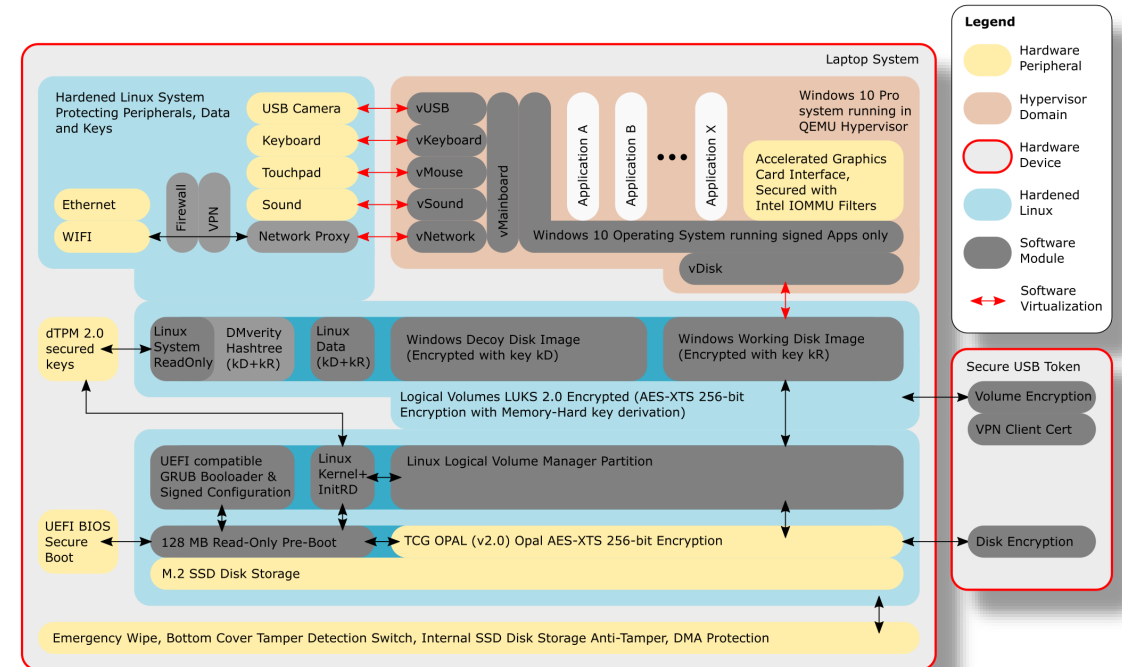 Legend
Hardware
Peripheral
Hypervisor
Domain
Hardware
Device
Hardened
Linux
Software
Module
Software
Virtualization
Laptop System
Hardened Linux System
Protecting Peripherals, Data
and Keys
USB Camera
Keyboard
Touchpad
Sound
Network Proxy
Ethernet
WIFI
Firewall
VPN
vUSB
vKeyboard
vMouse
vSound
vNetwork
vMainboard
Application A
Application B
•••
Application X
Windows 10 Pro
system running in
QEMU Hypervisor
Accelerated Graphics
Card Interface,
Secured with
Intel IOMMU Filters
Windows 10 Operating System running signed Apps only
vDisk
dTPM 2.0
secured
keys
Linux
System
ReadOnly
DMverity
Hashtree
(kD+kR)
Linux
Data
(kD+kR)
Windows Decoy Disk Image
(Encrypted with key kD)
Windows Working Disk Image
(Encrypted with key kR)
Logical Volumes LUKS 2.0 Encrypted (AES-XTS 256-bit
Encryption with Memory-Hard key derivation)
Secure USB Token
Volume Encryption
VPN Client Cert
Disk Encryption
UEFI compatible
GRUB Booloader &
Signed Configuration
Linux
Kernel+
InitRD
Linux Logical Volume Manager Partition
UEFI BIOS
Secure
Boot
128 MB Read-Only Pre-Boot
TCG OPAL (v2.0) Opal AES-XTS 256-bit Encryption
M.2 SSD Disk Storage
Emergency Wipe, Bottom Cover Tamper Detection Switch, Internal SSD Disk Storage Anti-Tamper, DMA Protection